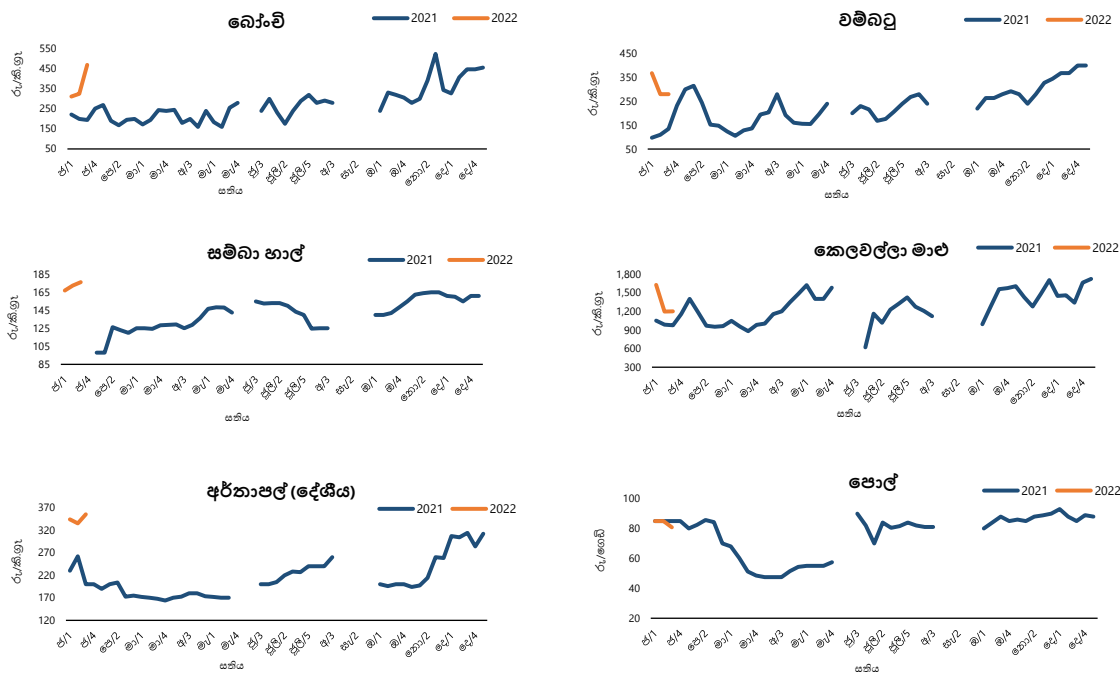 බෝංචි
2021 2022
රු/කි.ග්‍රෑ
550
450
350
250
150
50
ජ/1 ජ/4 පෙ/2 මා/1 මා/4 අ/3 මැ/1 මැ/4 ජූ/3 ජූලි/2 ජූලි/5 අ/3 සැ/2 ඔ/1 ඔ/4 නො/2 දෙ/1 දෙ/4
සතිය
වම්බටු
2021 2022
රු/කි.ග්‍රෑ
450
350
250
150
50
ජ/1 ජ/4 පෙ/2 මා/1 මා/4 අ/3 මැ/1 මැ/4 ජූ/3 ජූලි/2 ජූලි/5 අ/3 සැ/2 ඔ/1 ඔ/4 නො/2 දෙ/1 දෙ/4
සතිය
සම්බා හාල්
2021 2022
රු/කි.ග්‍රෑ
185
165
145
125
105
85
ජ/1 ජ/4 පෙ/2 මා/1 මා/4 අ/3 මැ/1 මැ/4 ජූ/3 ජූලි/2 ජූලි/5 අ/3 සැ/2 ඔ/1 ඔ/4 නො/2 දෙ/1 දෙ/4
සතිය
කෙලවල්ලා මාළු
2021 2022
රු/කි.ග්‍රෑ
1,800
1,500
1,200
900
600
300
ජ/1 ජ/4 පෙ/2 මා/1 මා/4 අ/3 මැ/1 මැ/4 ජූ/3 ජූලි/2 ජූලි/5 අ/3 සැ/2 ඔ/1 ඔ/4 නො/2 දෙ/1 දෙ/4
සතිය
අර්තාපල් (දේශීය)
2021 2022
රු/කි.ග්‍රෑ
370
320
270
220
170
120
ජ/1 ජ/4 පෙ/2 මා/1 මා/4 අ/3 මැ/1 මැ/4 ජූ/3 ජූලි/2 ජූලි/5 අ/3 සැ/2 ඔ/1 ඔ/4 නො/2 දෙ/1 දෙ/4
සතිය
පොල්
2021 2022
රු/ගෙඩි
100
80
60
40
20
ජ/1 ජ/4 පෙ/2 මා/1 මා/4 අ/3 මැ/1 මැ/4 ජූ/3 ජූලි/2 ජූලි/5 අ/3 සැ/2 ඔ/1 ඔ/4 නො/2 දෙ/1 දෙ/4
සතිය